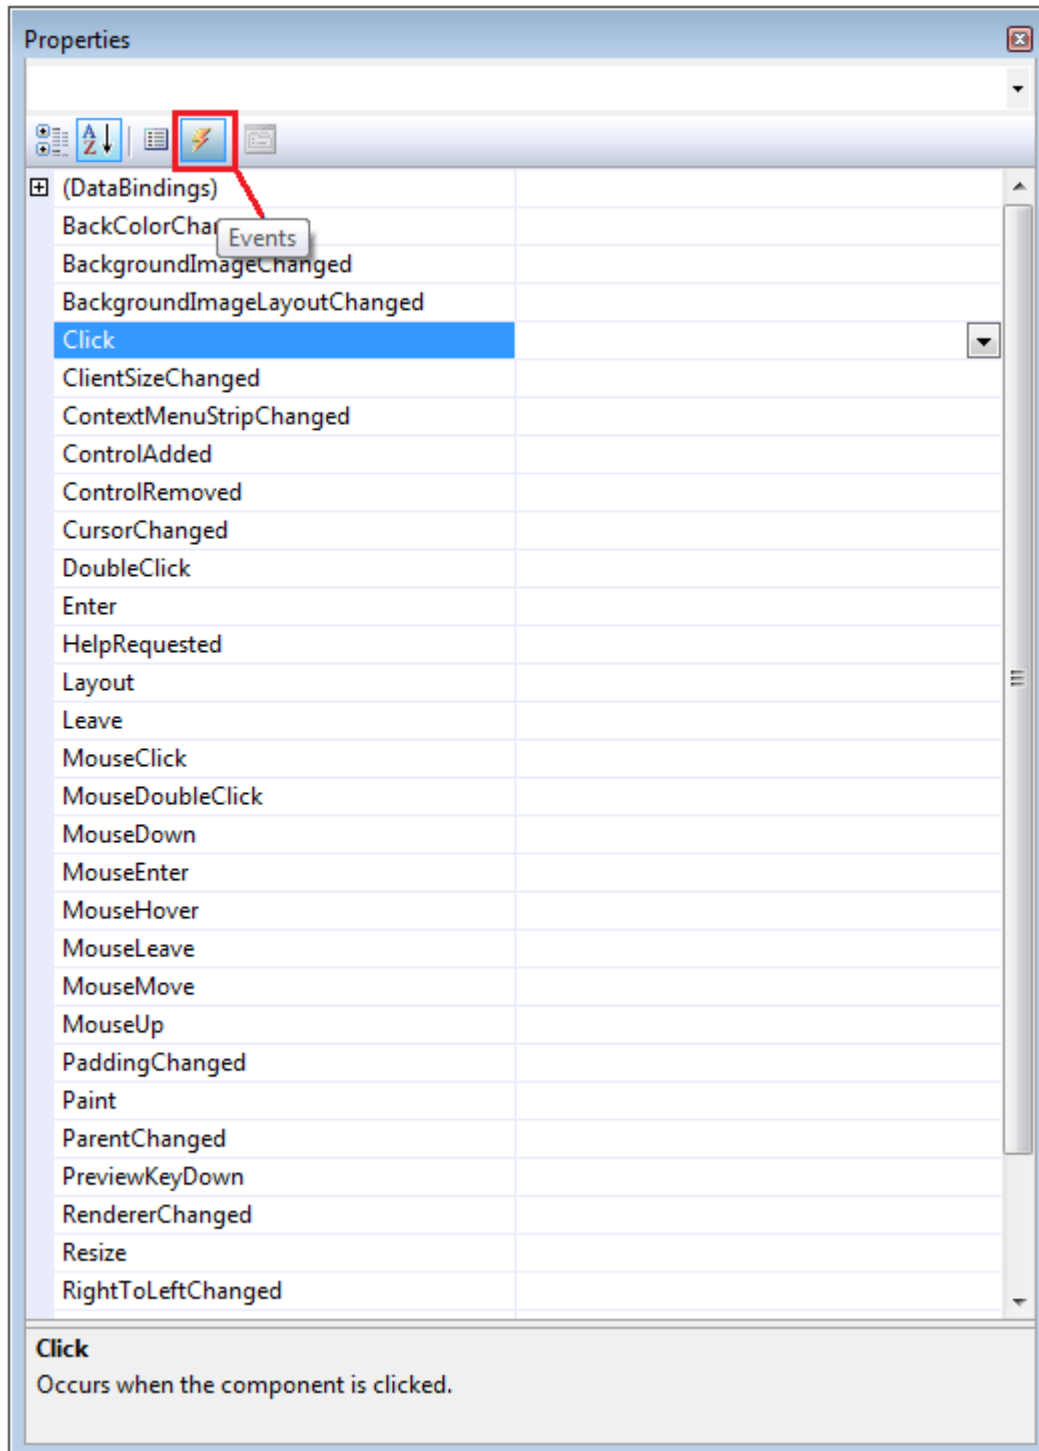 Properties
A
Z
(DataBindings)
BackColorChan
Events
BackgroundImageChanged
BackgroundImageLayoutChanged
Click
ClientSizeChanged
ContextMenuStripChanged
ControlAdded
ControlRemoved
CursorChanged
DoubleClick
Enter
HelpRequested
Layout
Leave
MouseClick
MouseDoubleClick
MouseDown
MouseEnter
MouseHover
MouseLeave
MouseMove
MouseUp
PaddingChanged
Paint
ParentChanged
PreviewKeyDown
RendererChanged
Resize
RightToLeftChanged
Click
Occurs when the component is clicked.